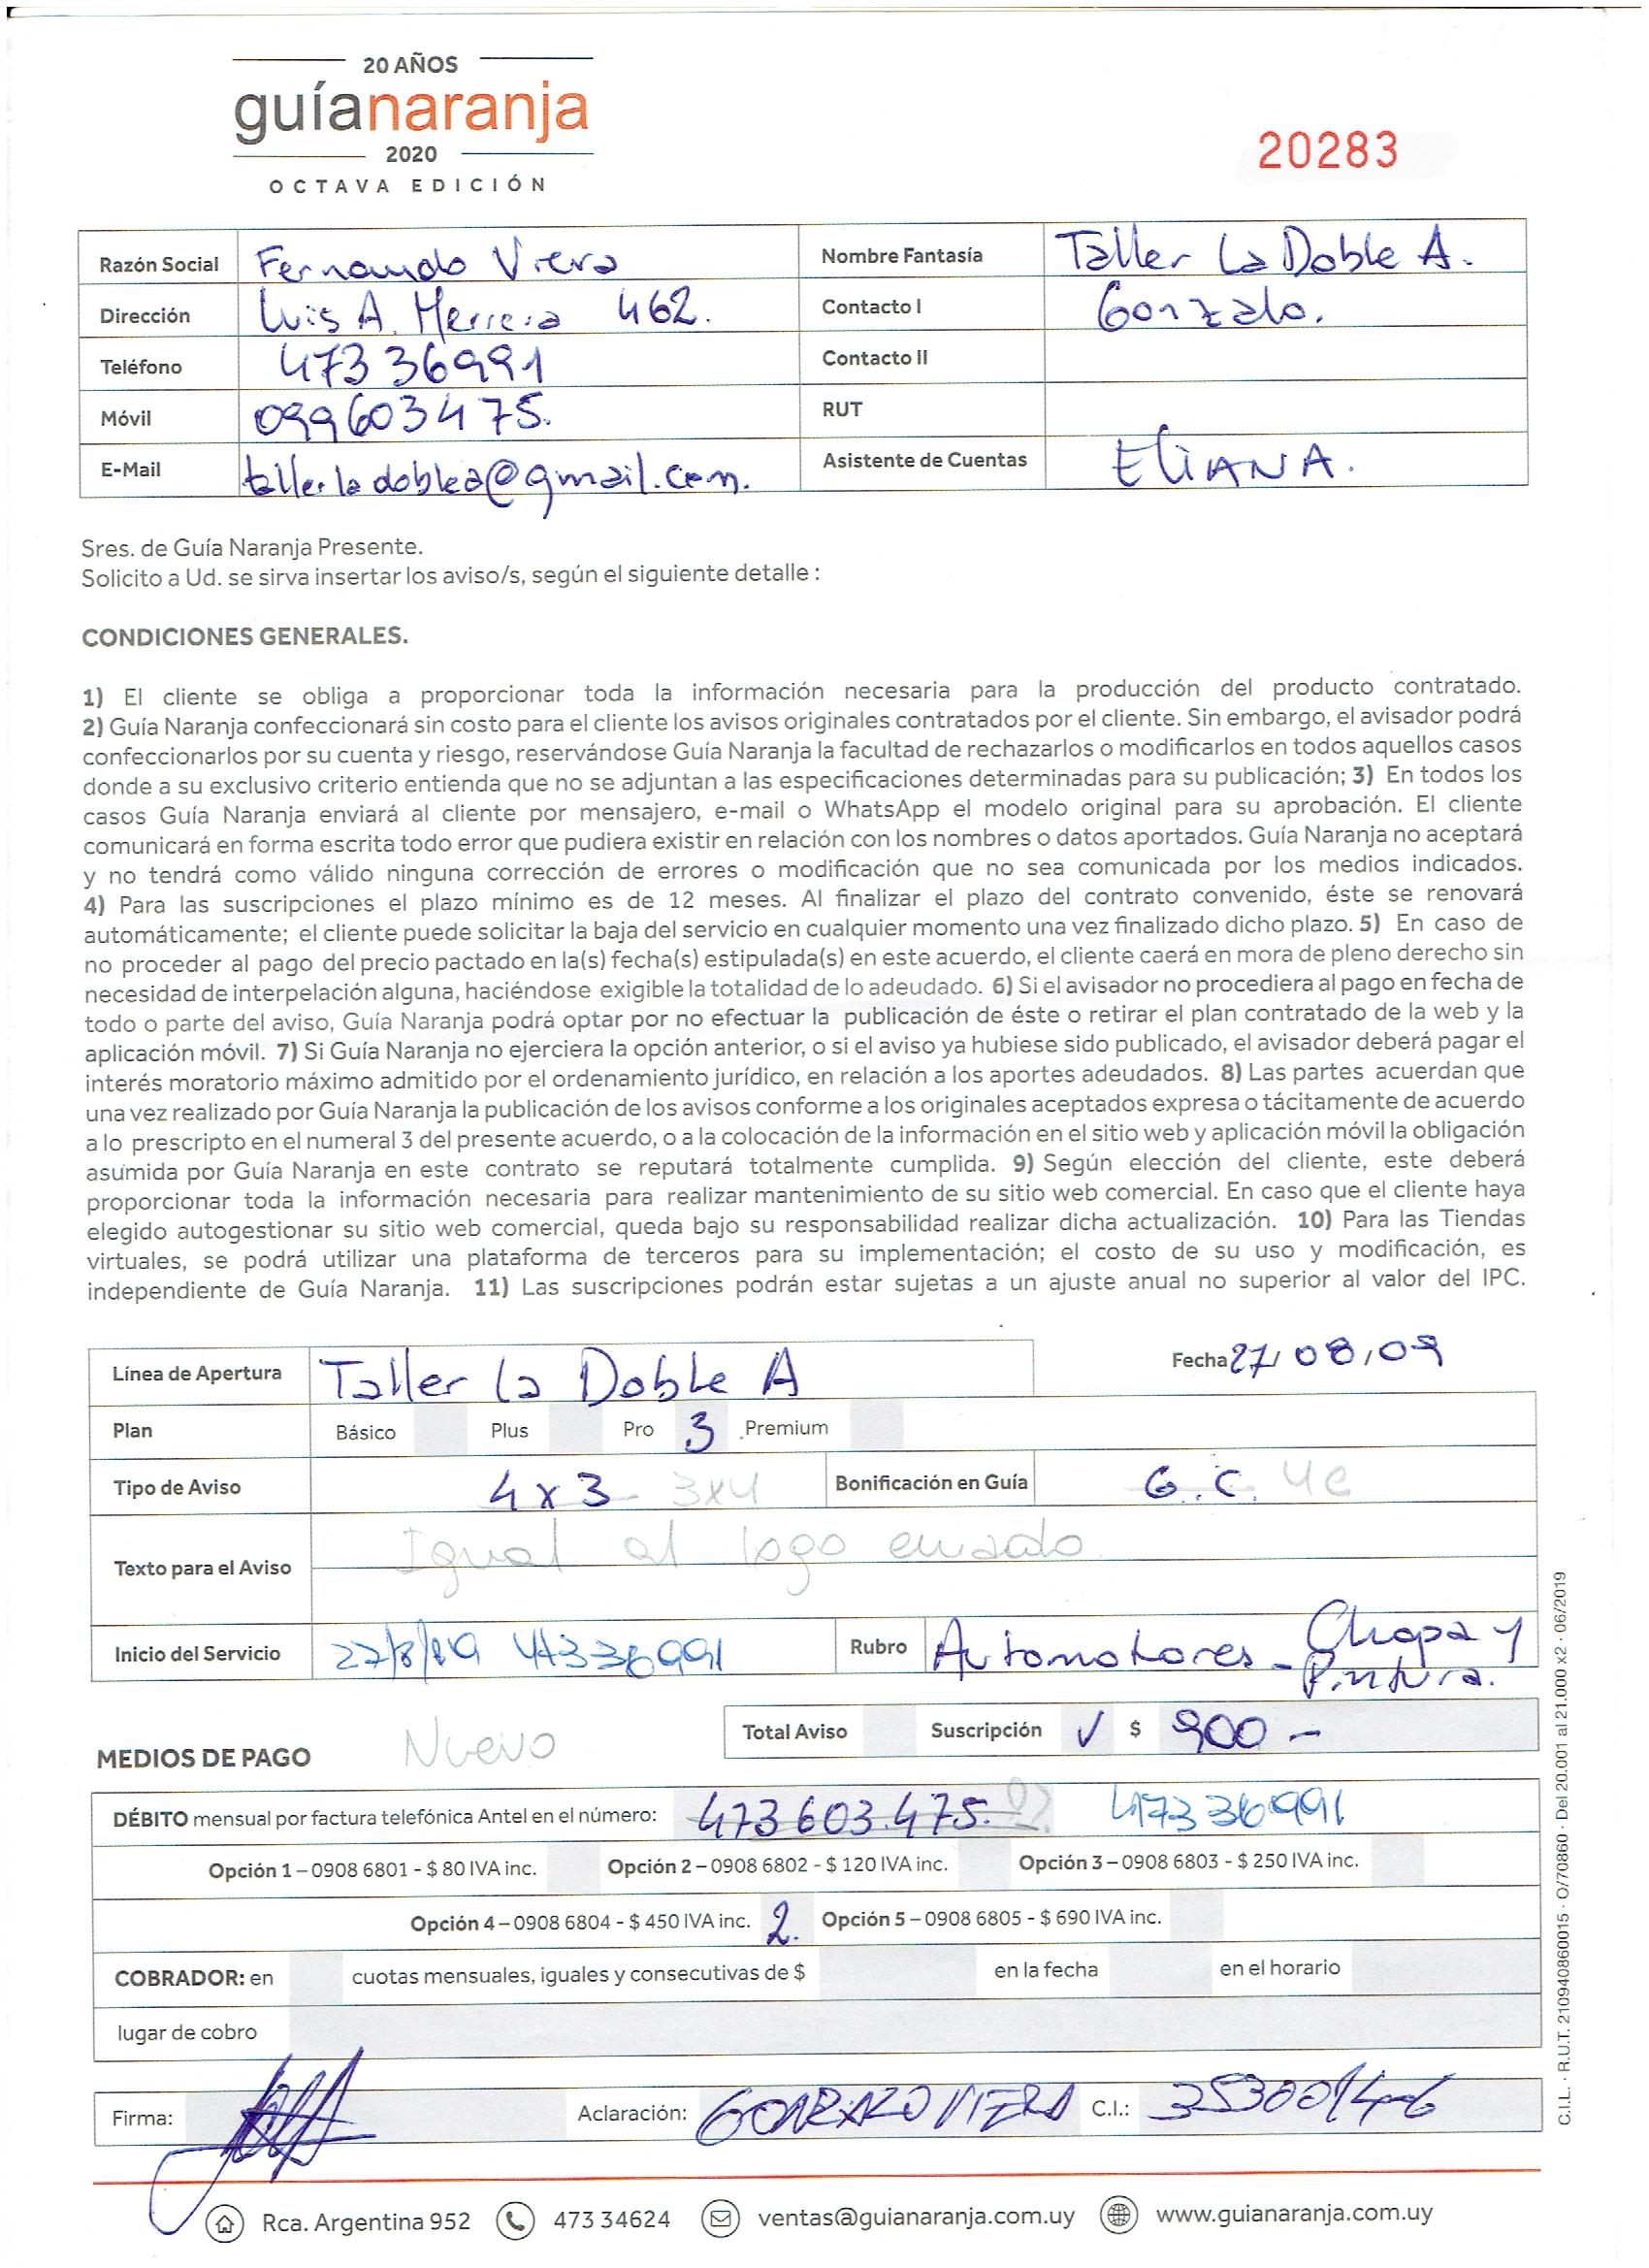 20 AÑOS
guíanaranja
2020
OCTAVA EDICIÓN
20283
Razón Social Fernando Viera Nombre Fantasía Taller La Doble A.
Dirección Luis A. Herrera 462. Contacto I Gonzalo.
Teléfono 473 36991 Contacto II
Móvil 099603475. RUT
E-Mail tallerladoblea@gmail.com. Asistente de Cuentas ELIANA.
Sres. de Guía Naranja Presente.
Solicito a Ud. se sirva insertar los aviso/s, según el siguiente detalle :
CONDICIONES GENERALES.
1) El cliente se obliga a proporcionar toda la información necesaria para la producción del producto contratado.
2) Guía Naranja confeccionará sin costo para el cliente los avisos originales contratados por el cliente. Sin embargo, el avisador podrá
confeccionarlos por su cuenta y riesgo, reservándose Guía Naranja la facultad de rechazarlos o modificarlos en todos aquellos casos
donde a su exclusivo criterio entienda que no se adjuntan a las especificaciones determinadas para su publicación; 3) En todos los
casos Guía Naranja enviará al cliente por mensajero, e-mail o WhatsApp el modelo original para su aprobación. El cliente
comunicará en forma escrita todo error que pudiera existir en relación con los nombres o datos aportados. Guía Naranja no aceptará
y no tendrá como válido ninguna corrección de errores o modificación que no sea comunicada por los medios indicados.
4) Para las suscripciones el plazo mínimo es de 12 meses. Al finalizar el plazo del contrato convenido, éste se renovará
automáticamente; el cliente puede solicitar la baja del servicio en cualquier momento una vez finalizado dicho plazo. 5) En caso de
no proceder al pago del precio pactado en la(s) fecha(s) estipulada(s) en este acuerdo, el cliente caerá en mora de pleno derecho sin
necesidad de interpelación alguna, haciéndose exigible la totalidad de lo adeudado. 6) Si el avisador no procediera al pago en fecha de
todo o parte del aviso, Guía Naranja podrá optar por no efectuar la publicación de éste o retirar el plan contratado de la web y la
aplicación móvil. 7) Si Guía Naranja no ejerciera la opción anterior, o si el aviso ya hubiese sido publicado, el avisador deberá pagar el
interés moratorio máximo admitido por el ordenamiento jurídico, en relación a los aportes adeudados. 8) Las partes acuerdan que
una vez realizado por Guía Naranja la publicación de los avisos conforme a los originales aceptados expresa o tácitamente de acuerdo
a lo prescripto en el numeral 3 del presente acuerdo, o a la colocación de la información en el sitio web y aplicación móvil la obligación
asumida por Guía Naranja en este contrato se reputará totalmente cumplida. 9) Según elección del cliente, este deberá
proporcionar toda la información necesaria para realizar mantenimiento de su sitio web comercial. En caso que el cliente haya
elegido autogestionar su sitio web comercial, queda bajo su responsabilidad realizar dicha actualización. 10) Para las Tiendas
virtuales, se podrá utilizar una plataforma de terceros para su implementación; el costo de su uso y modificación, es
independiente de Guía Naranja. 11) Las suscripciones podrán estar sujetas a un ajuste anual no superior al valor del IPC.
Línea de Apertura Taller La Doble A Fecha 27/08/09
Plan Básico Plus Pro 3 Premium
Tipo de Aviso 4 x 3 3x4 Bonificación en Guía G.C. 4C
Texto para el Aviso Igual al logo enviado
Inicio del Servicio 27/8/19 47336991 Rubro Automotores - Chapa y
Pintura.
Total Aviso Suscripción ✓ $ 900 -
MEDIOS DE PAGO Nuevo
DÉBITO mensual por factura telefónica Antel en el número: 473 603.475. ?? 473 36991
Opción 1 – 0908 6801 - $ 80 IVA inc. Opción 2 – 0908 6802 - $ 120 IVA inc. Opción 3 – 0908 6803 - $ 250 IVA inc.
Opción 4 – 0908 6804 - $ 450 IVA inc. 2. Opción 5 – 0908 6805 - $ 690 IVA inc.
COBRADOR: en cuotas mensuales, iguales y consecutivas de $ en la fecha en el horario
lugar de cobro
Firma: Aclaración: GONZALO VIERA C.I.: 3530014-6
Rca. Argentina 952 473 34624 ventas@guianaranja.com.uy www.guianaranja.com.uy
C.I.L. · R.U.T. 210940860015 · O/70860 · Del 20.001 al 21.000 x2 · 06/2019